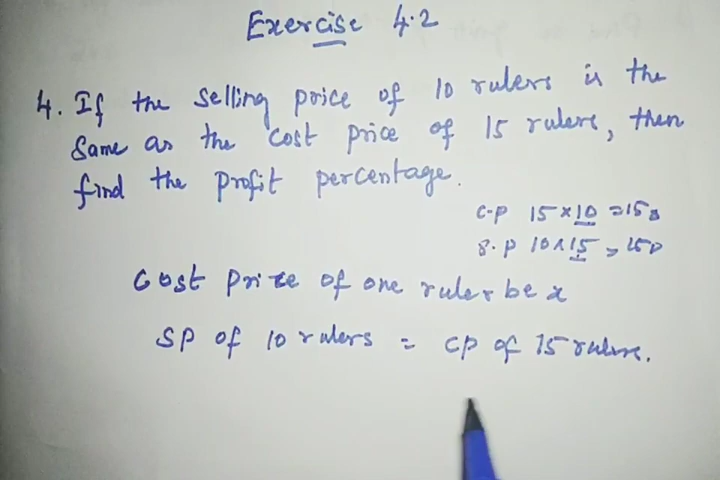 Exercise 4.2
4. If the selling price of 10 rulers is the
same as the cost price of 15 rulers, then
find the profit percentage.
C.P 15 x 10 = 150
S.P 10 x 15 = 150
Cost Price of one ruler be x
SP of 10 rulers = CP of 15 rulers.